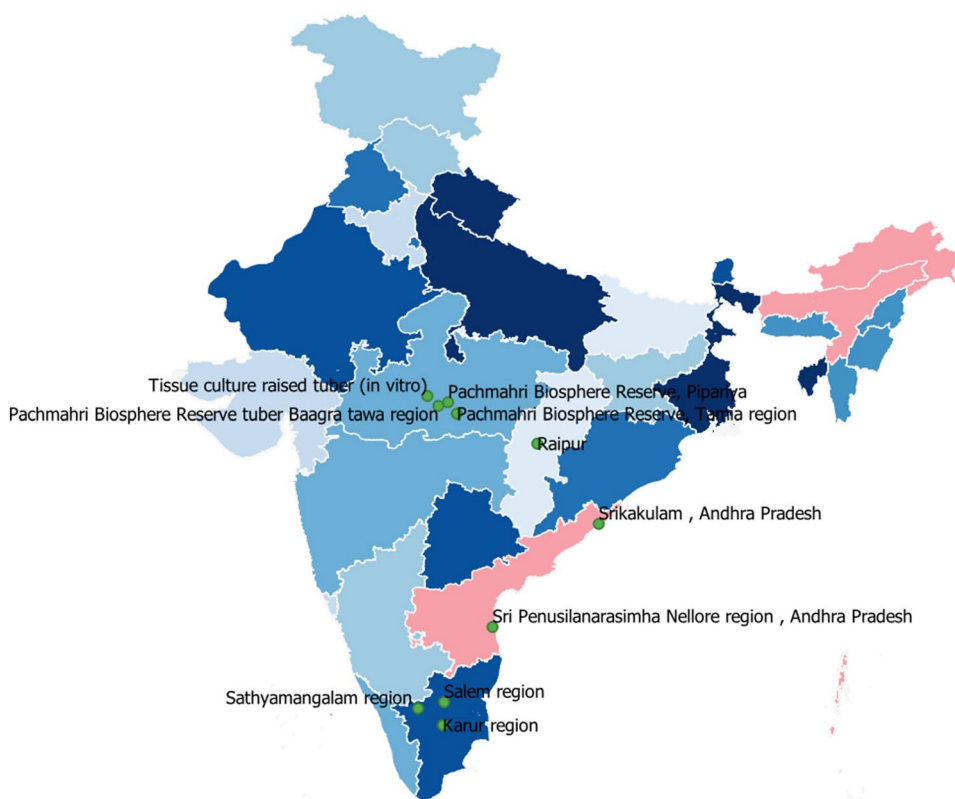 Tissue culture raised tuber (in vitro)
Pachmahri Biosphere Reserve, Pipariya
Pachmahri Biosphere Reserve tuber Baagra tawa region
Pachmahri Biosphere Reserve, Tamia region
Raipur
Srikakulam , Andhra Pradesh
Sri Penusilanarasimha Nellore region , Andhra Pradesh
Salem region
Sathyamangalam region
Karur region